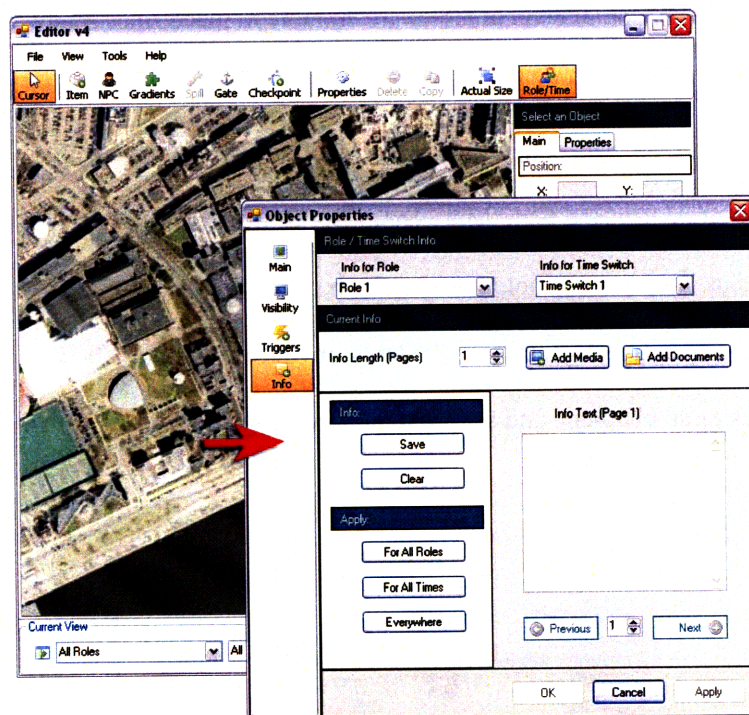 Editor v4
File View Tools Help
Cursor Item NPC Gradients Spill Gate Checkpoint Properties Delete Copy Actual Size Role/Time
Select an Object
Main Properties
Position:
X: Y:
Object Properties
Main
Visibility
Triggers
Info
Role / Time Switch Info
Info for Role Info for Time Switch
Role 1 Time Switch 1
Current Info
Info Length (Pages) 1 Add Media Add Documents
Info:
Save
Clear
Apply:
For All Roles
For All Times
Everywhere
Info Text (Page 1)
Previous 1 Next
OK Cancel Apply
Current View
All Roles All